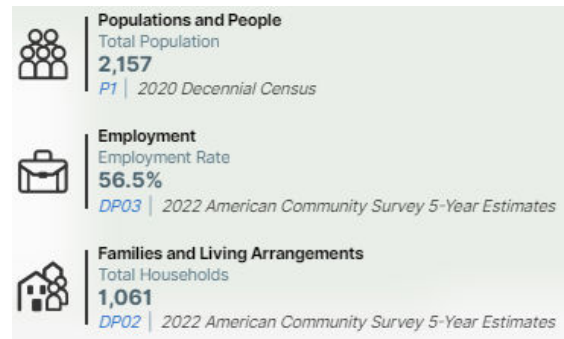 Populations and People
Total Population
2,157
P1 | 2020 Decennial Census
Employment
Employment Rate
56.5%
DP03 | 2022 American Community Survey 5-Year Estimates
Families and Living Arrangements
Total Households
1,061
DP02 | 2022 American Community Survey 5-Year Estimates